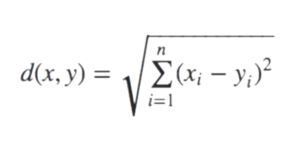 d(x, y) = √(∑_{i=1}^{n} (x_i − y_i)²)